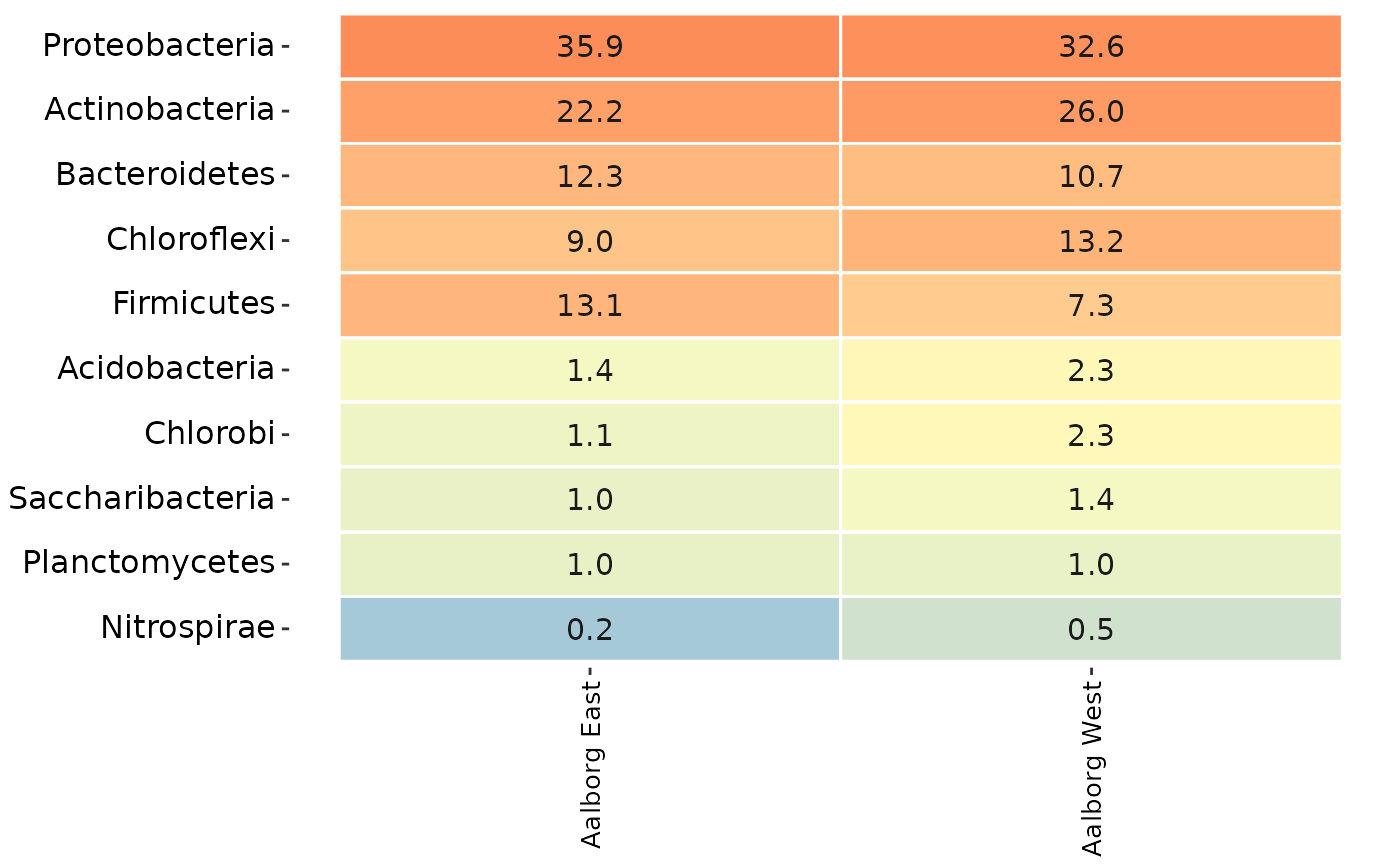 Proteobacteria 35.9 32.6
Actinobacteria 22.2 26.0
Bacteroidetes 12.3 10.7
Chloroflexi 9.0 13.2
Firmicutes 13.1 7.3
Acidobacteria 1.4 2.3
Chlorobi 1.1 2.3
Saccharibacteria 1.0 1.4
Planctomycetes 1.0 1.0
Nitrospirae 0.2 0.5
Aalborg East
Aalborg West